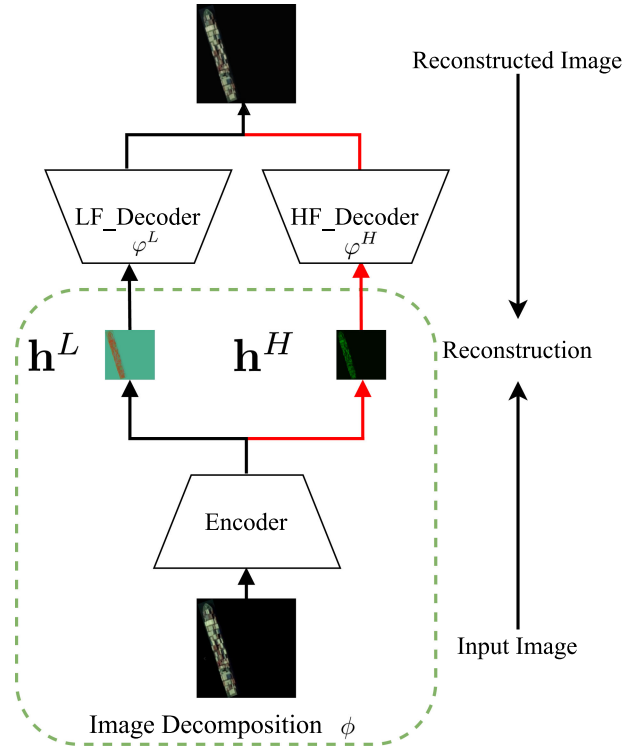 Reconstructed Image
LF_Decoder
φ^L
HF_Decoder
φ^H
h^L
h^H
Reconstruction
Encoder
Input Image
Image Decomposition ϕ